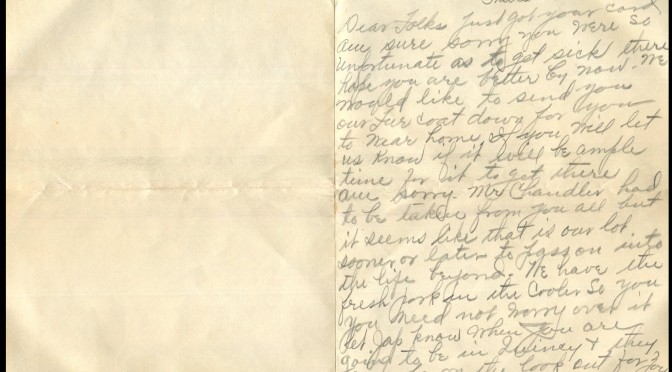 Dear Folks Just got your card
am sure sorry you were so
unfortunate as to get sick there
hope you are better by now. We
would like to send you
our Fur coat down for you
to near home. If you will let
us know if it will be ample
time for it to get there
am sorry. Mr Chandler had
to be taken from you all but
it seems like that is our lot.
sooner or later to pass on into
the life beyond. We have the
fresh pork in the Cooler So you
you need not worry over it
let Jap know when you are
going to be in Quincy & they
on the look out for